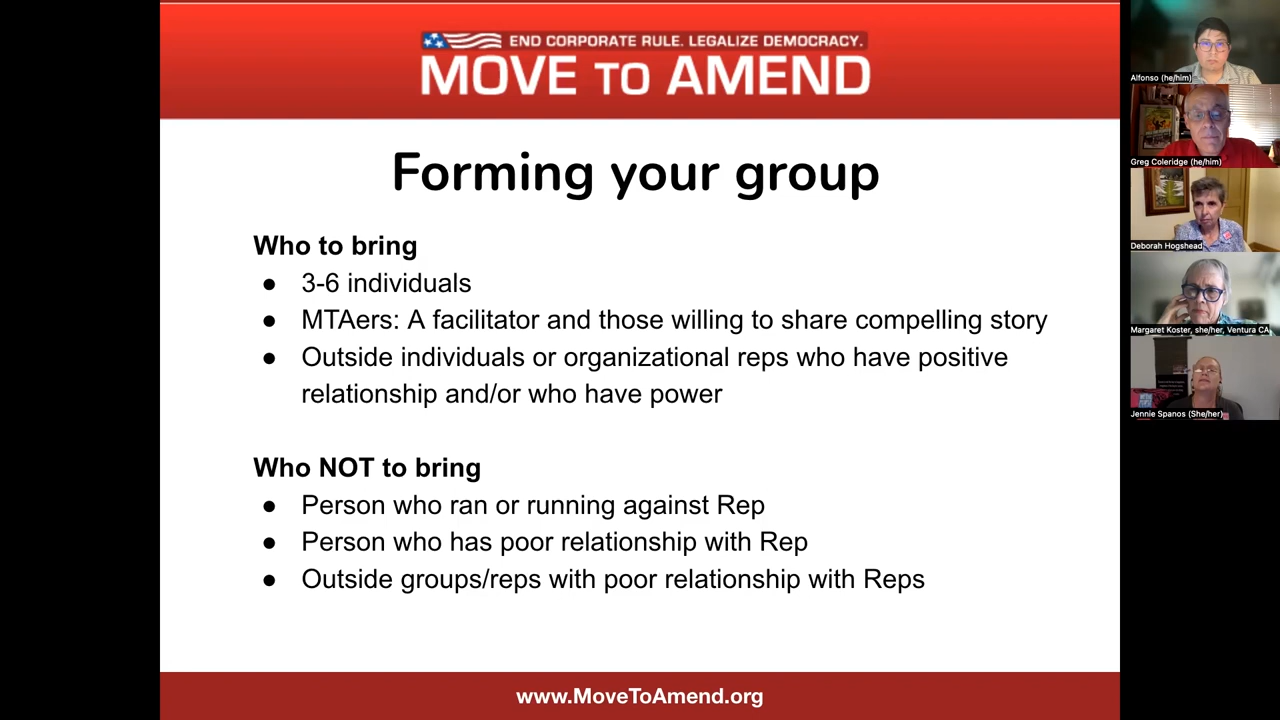 END CORPORATE RULE. LEGALIZE DEMOCRACY.
MOVE TO AMEND
Forming your group
Who to bring
● 3-6 individuals
● MTAers: A facilitator and those willing to share compelling story
● Outside individuals or organizational reps who have positive
relationship and/or who have power
Who NOT to bring
● Person who ran or running against Rep
● Person who has poor relationship with Rep
● Outside groups/reps with poor relationship with Reps
www.MoveToAmend.org
Alfonso (he/him)
Greg Coleridge (he/him)
Deborah Hogshead
Margaret Koster, she/her, Ventura CA
Jennie Spanos (She/her)